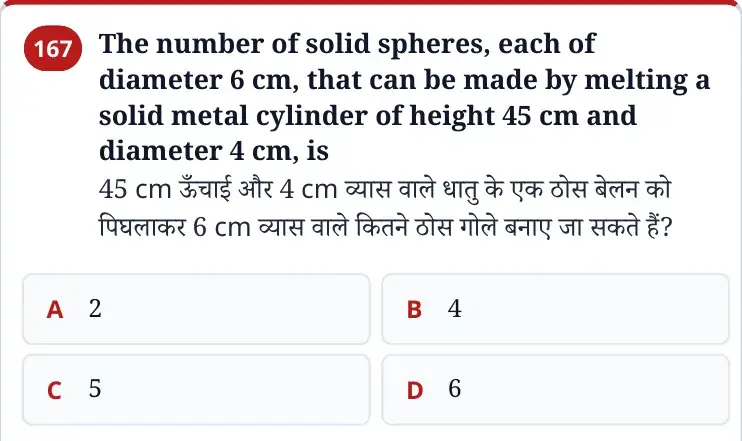 167 The number of solid spheres, each of
diameter 6 cm, that can be made by melting a
solid metal cylinder of height 45 cm and
diameter 4 cm, is
45 cm ऊँचाई और 4 cm व्यास वाले धातु के एक ठोस बेलन को
पिघलाकर 6 cm व्यास वाले कितने ठोस गोले बनाए जा सकते हैं?
A 2
B 4
C 5
D 6